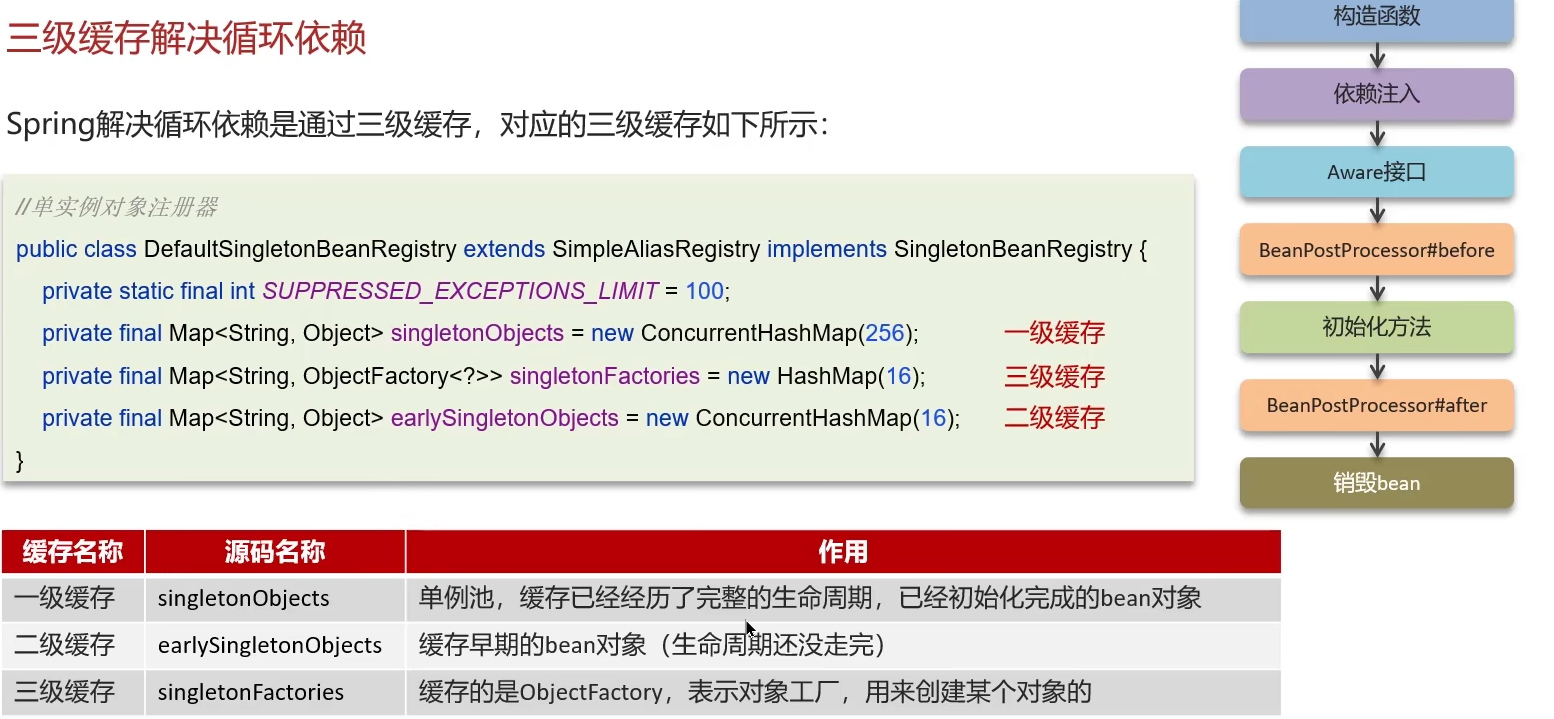 三级缓存解决循环依赖
Spring解决循环依赖是通过三级缓存，对应的三级缓存如下所示：
//单实例对象注册器
public class DefaultSingletonBeanRegistry extends SimpleAliasRegistry implements SingletonBeanRegistry {
private static final int SUPPRESSED_EXCEPTIONS_LIMIT = 100;
private final Map<String, Object> singletonObjects = new ConcurrentHashMap(256); 一级缓存
private final Map<String, ObjectFactory<?>> singletonFactories = new HashMap(16); 三级缓存
private final Map<String, Object> earlySingletonObjects = new ConcurrentHashMap(16); 二级缓存
}
构造函数
依赖注入
Aware接口
BeanPostProcessor#before
初始化方法
BeanPostProcessor#after
销毁bean
缓存名称 源码名称 作用
一级缓存 singletonObjects 单例池，缓存已经经历了完整的生命周期，已经初始化完成的bean对象
二级缓存 earlySingletonObjects 缓存早期的bean对象（生命周期还没走完）
三级缓存 singletonFactories 缓存的是ObjectFactory，表示对象工厂，用来创建某个对象的